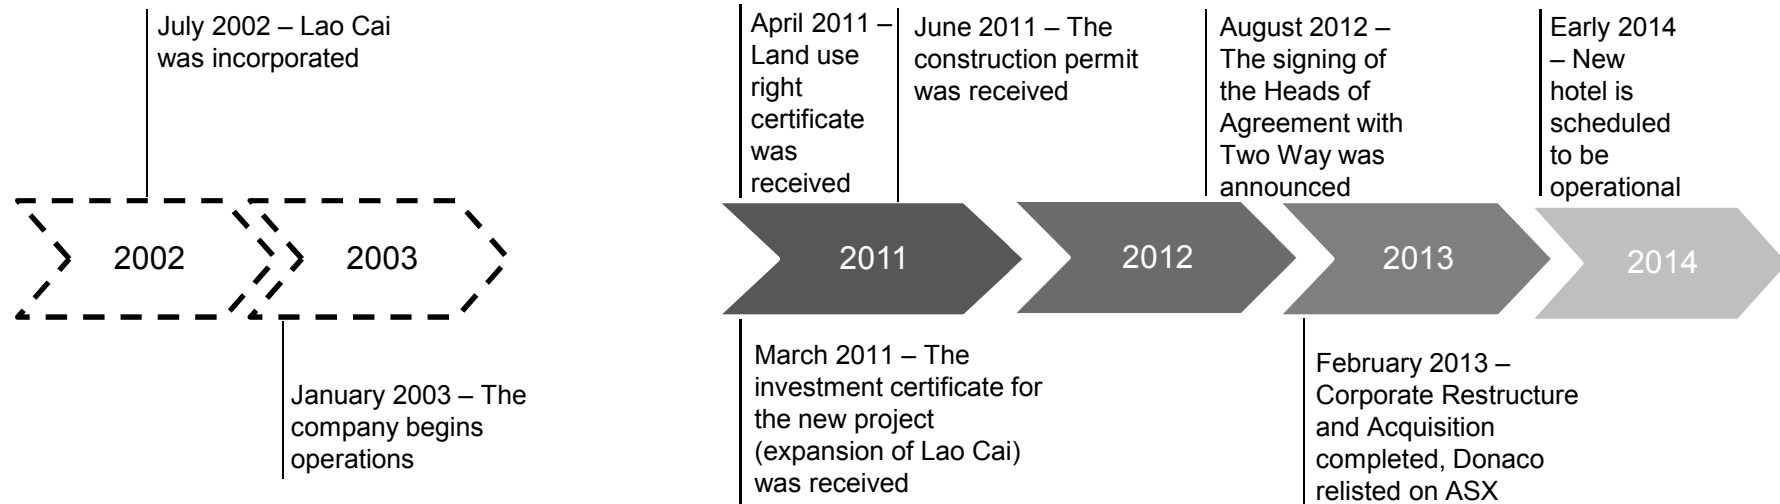 July 2002 – Lao Cai
was incorporated
April 2011 –
Land use
right
certificate
was
received
June 2011 – The
construction permit
was received
August 2012 –
The signing of
the Heads of
Agreement with
Two Way was
announced
Early 2014
– New
hotel is
scheduled
to be
operational
2002
2003
2011
2012
2013
2014
January 2003 – The
company begins
operations
March 2011 – The
investment certificate for
the new project
(expansion of Lao Cai)
was received
February 2013 –
Corporate Restructure
and Acquisition
completed, Donaco
relisted on ASX